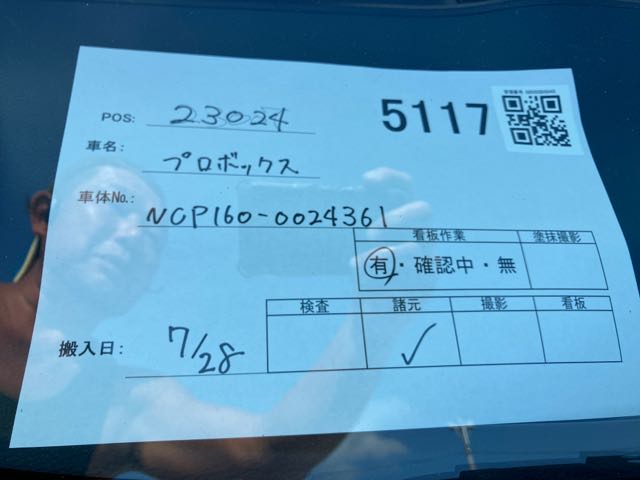 POS: 23024
5117
車名: プロボックス
車体No.: NCP160-0024361
看板作業 塗抹撮影
有・確認中・無
検査 諸元 撮影 看板
搬入日: 7/28 ✓